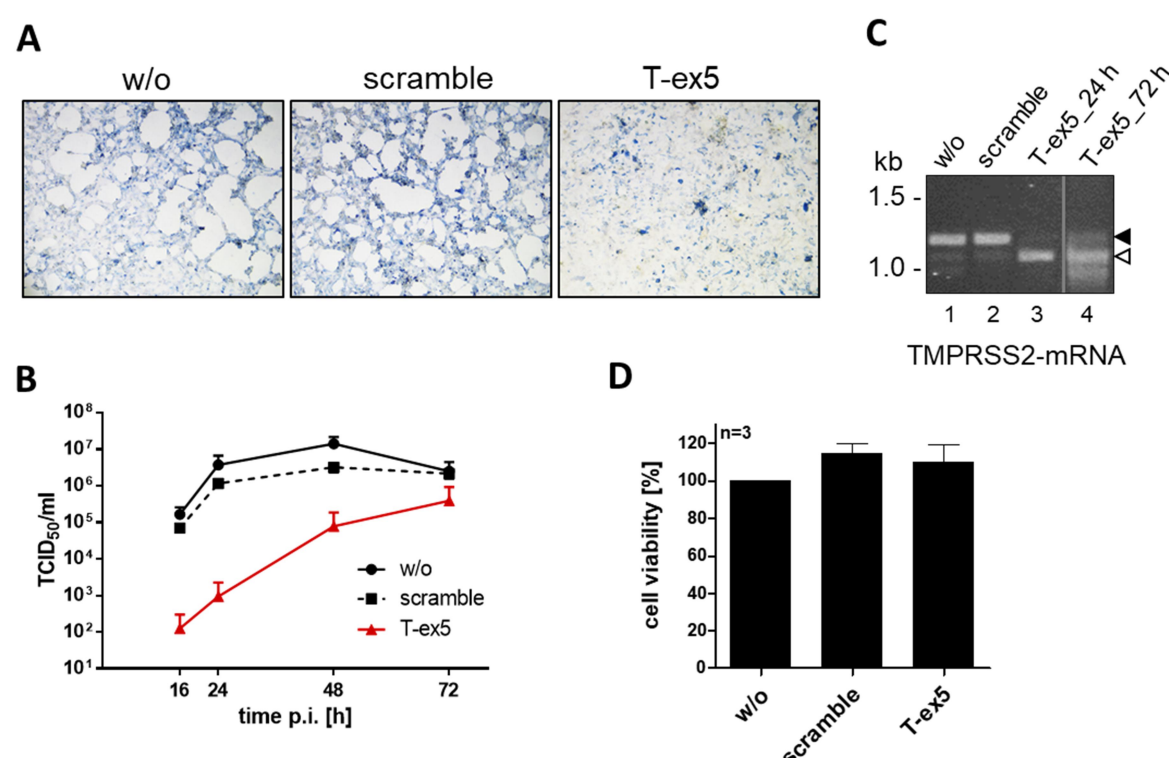 A
w/o
scramble
T-ex5
C
w/o
scramble
T-ex5_24 h
T-ex5_72 h
kb
1.5 -
1.0 -
1 2 3 4
TMPRSS2-mRNA
B
TCID50/ml
10⁸
10⁷
10⁶
10⁵
10⁴
10³
10²
10¹
w/o
scramble
T-ex5
16 24 48 72
time p.i. [h]
D
n=3
cell viability [%]
120
100
80
60
40
20
0
w/o
scramble
T-ex5